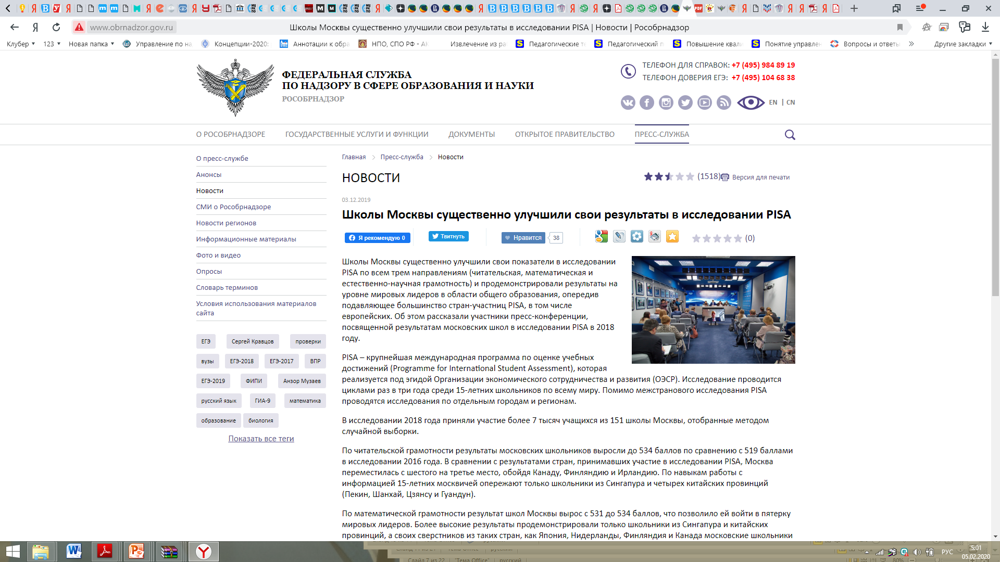 www.obrnadzor.gov.ru
Школы Москвы существенно улучшили свои результаты в исследовании PISA | Новости | Рособрнадзор
Клубер
123
Новая папка
Управление по на
Концепции-2020:
Аннотации к обра
НПО, СПО РФ - АК
Извлечение из ра
Педагогические те
Педагогический п
Повышение квали
Понятие управлен
Вопросы и ответы
Другие закладки
ФЕДЕРАЛЬНАЯ СЛУЖБА
ПО НАДЗОРУ В СФЕРЕ ОБРАЗОВАНИЯ И НАУКИ
РОСОБРНАДЗОР
ТЕЛЕФОН ДЛЯ СПРАВОК: +7 (495) 984 89 19
ТЕЛЕФОН ДОВЕРИЯ ЕГЭ: +7 (495) 104 68 38
EN | CN
О РОСОБРНАДЗОРЕ
ГОСУДАРСТВЕННЫЕ УСЛУГИ И ФУНКЦИИ
ДОКУМЕНТЫ
ОТКРЫТОЕ ПРАВИТЕЛЬСТВО
ПРЕСС-СЛУЖБА
О пресс-службе
Анонсы
Новости
СМИ о Рособрнадзоре
Новости регионов
Информационные материалы
Фото и видео
Опросы
Словарь терминов
Условия использования материалов
сайта
ЕГЭ Сергей Кравцов проверки
вузы ЕГЭ-2018 ЕГЭ-2017 ВПР
ЕГЭ-2019 ФИПИ Анзор Музаев
русский язык ГИА-9 математика
образование биология
Показать все теги
Главная Пресс-служба Новости
НОВОСТИ
(1518) Версия для печати
03.12.2019
Школы Москвы существенно улучшили свои результаты в исследовании PISA
Я рекомендую 0
Твитнуть
Нравится 38
(0)
Школы Москвы существенно улучшили свои показатели в исследовании
PISA по всем трем направлениям (читательская, математическая и
естественно-научная грамотность) и продемонстрировали результаты на
уровне мировых лидеров в области общего образования, опередив
подавляющее большинство стран-участниц PISA, в том числе
европейских. Об этом рассказали участники пресс-конференции,
посвященной результатам московских школ в исследовании PISA в 2018
году.
PISA – крупнейшая международная программа по оценке учебных
достижений (Programme for International Student Assessment), которая
реализуется под эгидой Организации экономического сотрудничества и развития (ОЭСР). Исследование проводится
циклами раз в три года среди 15-летних школьников по всему миру. Помимо межстранового исследования PISA
проводятся исследования по отдельным городам и регионам.
В исследовании 2018 года приняли участие более 7 тысяч учащихся из 151 школы Москвы, отобранные методом
случайной выборки.
По читательской грамотности результаты московских школьников выросли до 534 баллов по сравнению с 519 баллами
в исследовании 2016 года. В сравнении с результатами стран, принимавших участие в исследовании PISA, Москва
переместилась с шестого на третье место, обойдя Канаду, Финляндию и Ирландию. По навыкам работы с
информацией 15-летних москвичей опережают только школьники из Сингапура и четырех китайских провинций
(Пекин, Шанхай, Цзянсу и Гуандун).
По математической грамотности результат школ Москвы вырос с 531 до 534 баллов, что позволило ей войти в пятерку
мировых лидеров. Более высокие результаты продемонстрировали только школьники из Сингапура и китайских
провинций, а своих сверстников из таких стран, как Япония, Нидерланды, Финляндия и Канада московские школьники
Слайд 7 из 22 "Тема Office" русский
80%
РУС
5:01
05.02.2020